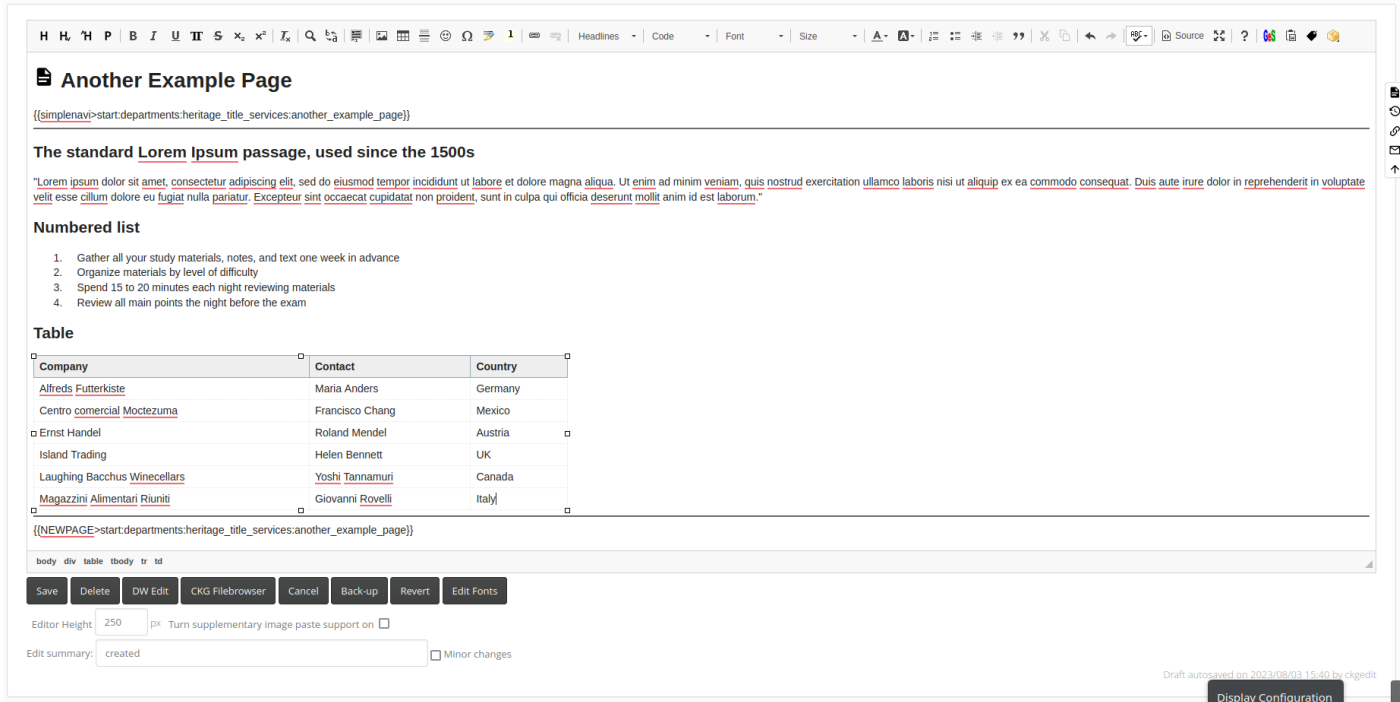 Headlines Code Font Size Source
Another Example Page
{{simplenavi>start:departments:heritage_title_services:another_example_page}}
The standard Lorem Ipsum passage, used since the 1500s
"Lorem ipsum dolor sit amet, consectetur adipiscing elit, sed do eiusmod tempor incididunt ut labore et dolore magna aliqua. Ut enim ad minim veniam, quis nostrud exercitation ullamco laboris nisi ut aliquip ex ea commodo consequat. Duis aute irure dolor in reprehenderit in voluptate
velit esse cillum dolore eu fugiat nulla pariatur. Excepteur sint occaecat cupidatat non proident, sunt in culpa qui officia deserunt mollit anim id est laborum."
Numbered list
1. Gather all your study materials, notes, and text one week in advance
2. Organize materials by level of difficulty
3. Spend 15 to 20 minutes each night reviewing materials
4. Review all main points the night before the exam
Table
Company Contact Country
Alfreds Futterkiste Maria Anders Germany
Centro comercial Moctezuma Francisco Chang Mexico
Ernst Handel Roland Mendel Austria
Island Trading Helen Bennett UK
Laughing Bacchus Winecellars Yoshi Tannamuri Canada
Magazzini Alimentari Riuniti Giovanni Rovelli Italy
{{NEWPAGE>start:departments:heritage_title_services:another_example_page}}
body div table tbody tr td
Save Delete DW Edit CKG Filebrowser Cancel Back-up Revert Edit Fonts
Editor Height 250 px Turn supplementary image paste support on
Edit summary: created Minor changes
Draft autosaved on 2023/08/03 15:40 by ckgedit
Display Configuration